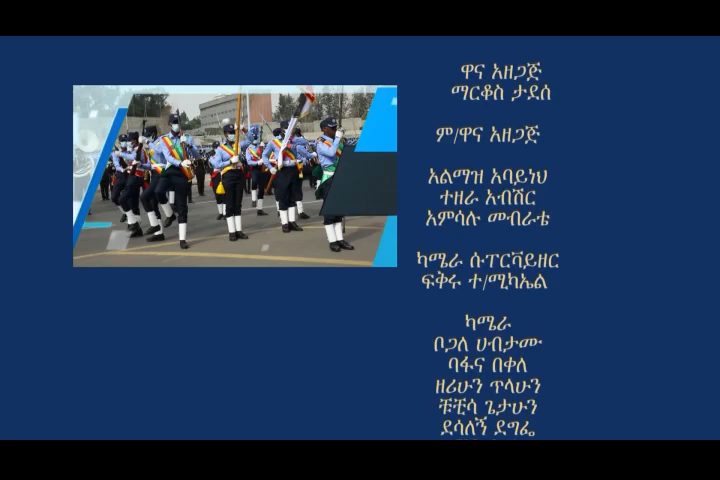 ዋና አዘጋጅ
ማርቆስ ታደሰ
ም/ዋና አዘጋጅ
አልማዝ አባይነህ
ተዘራ አብሽር
አምሳሉ መብራቴ
ካሜራ ሱፐርቫይዘር
ፍቅሩ ተ/ሚካኤል
ካሜራ
ቦጋለ ሀብታሙ
ባፋና በቀለ
ዘሪሁን ጥላሁን
ቹቺሳ ጌታሁን
ደሳለኝ ደግፌ